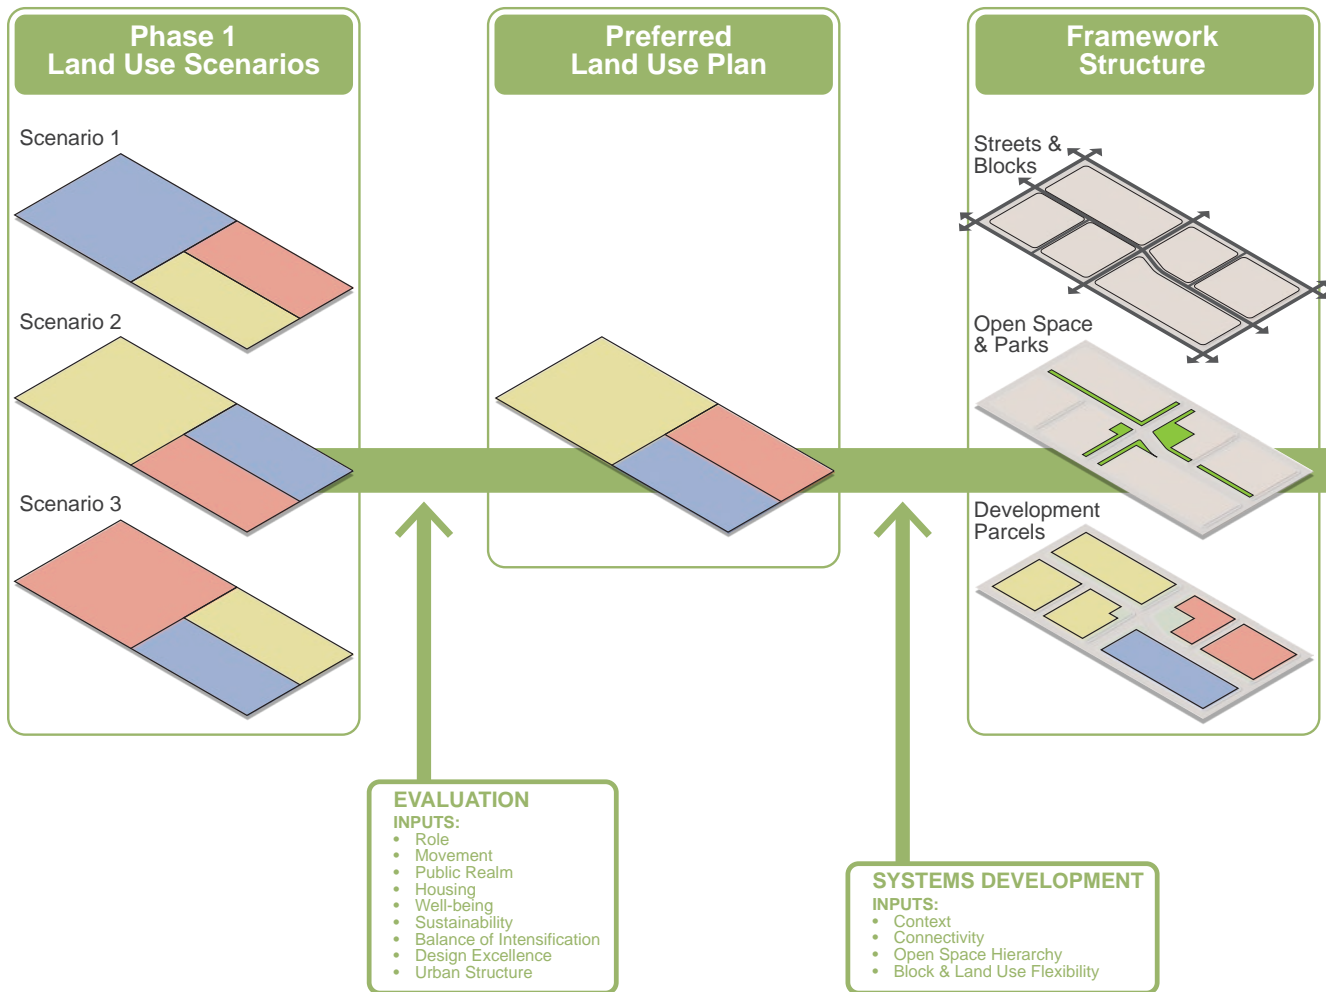 Phase 1
Land Use Scenarios
Scenario 1
Scenario 2
Scenario 3
Preferred
Land Use Plan
Framework
Structure
Streets &
Blocks
Open Space
& Parks
Development
Parcels
EVALUATION
INPUTS:
• Role
• Movement
• Public Realm
• Housing
• Well-being
• Sustainability
• Balance of Intensification
• Design Excellence
• Urban Structure
SYSTEMS DEVELOPMENT
INPUTS:
• Context
• Connectivity
• Open Space Hierarchy
• Block & Land Use Flexibility